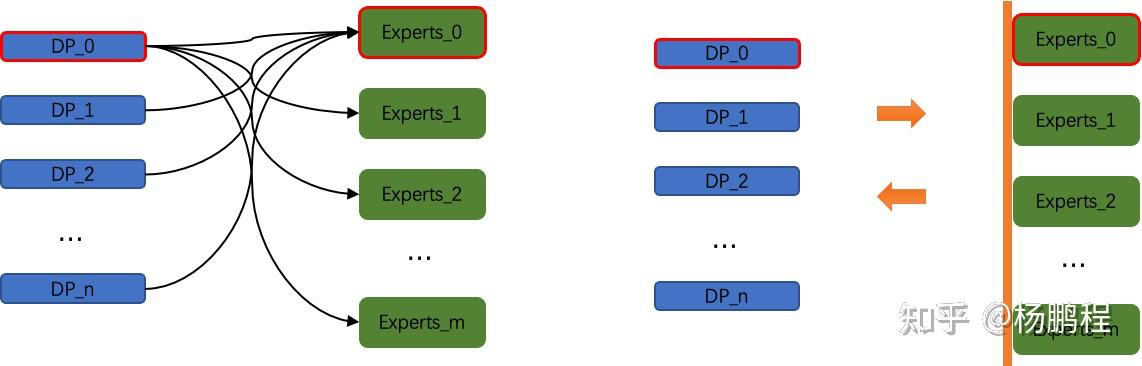 DP_0
DP_1
DP_2
...
DP_n
Experts_0
Experts_1
Experts_2
...
Experts_m
DP_0
DP_1
DP_2
...
DP_n
Experts_0
Experts_1
Experts_2
...
Experts_m
知乎 @杨鹏程